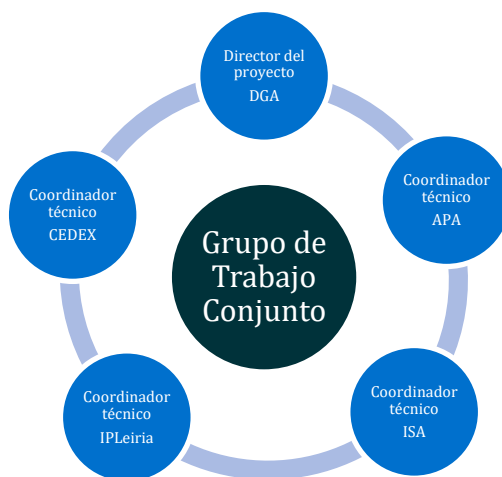 Director del
proyecto
DGA
Coordinador
técnico
APA
Coordinador
técnico
ISA
Coordinador
técnico
IPLeiria
Coordinador
técnico
CEDEX
Grupo de
Trabajo
Conjunto